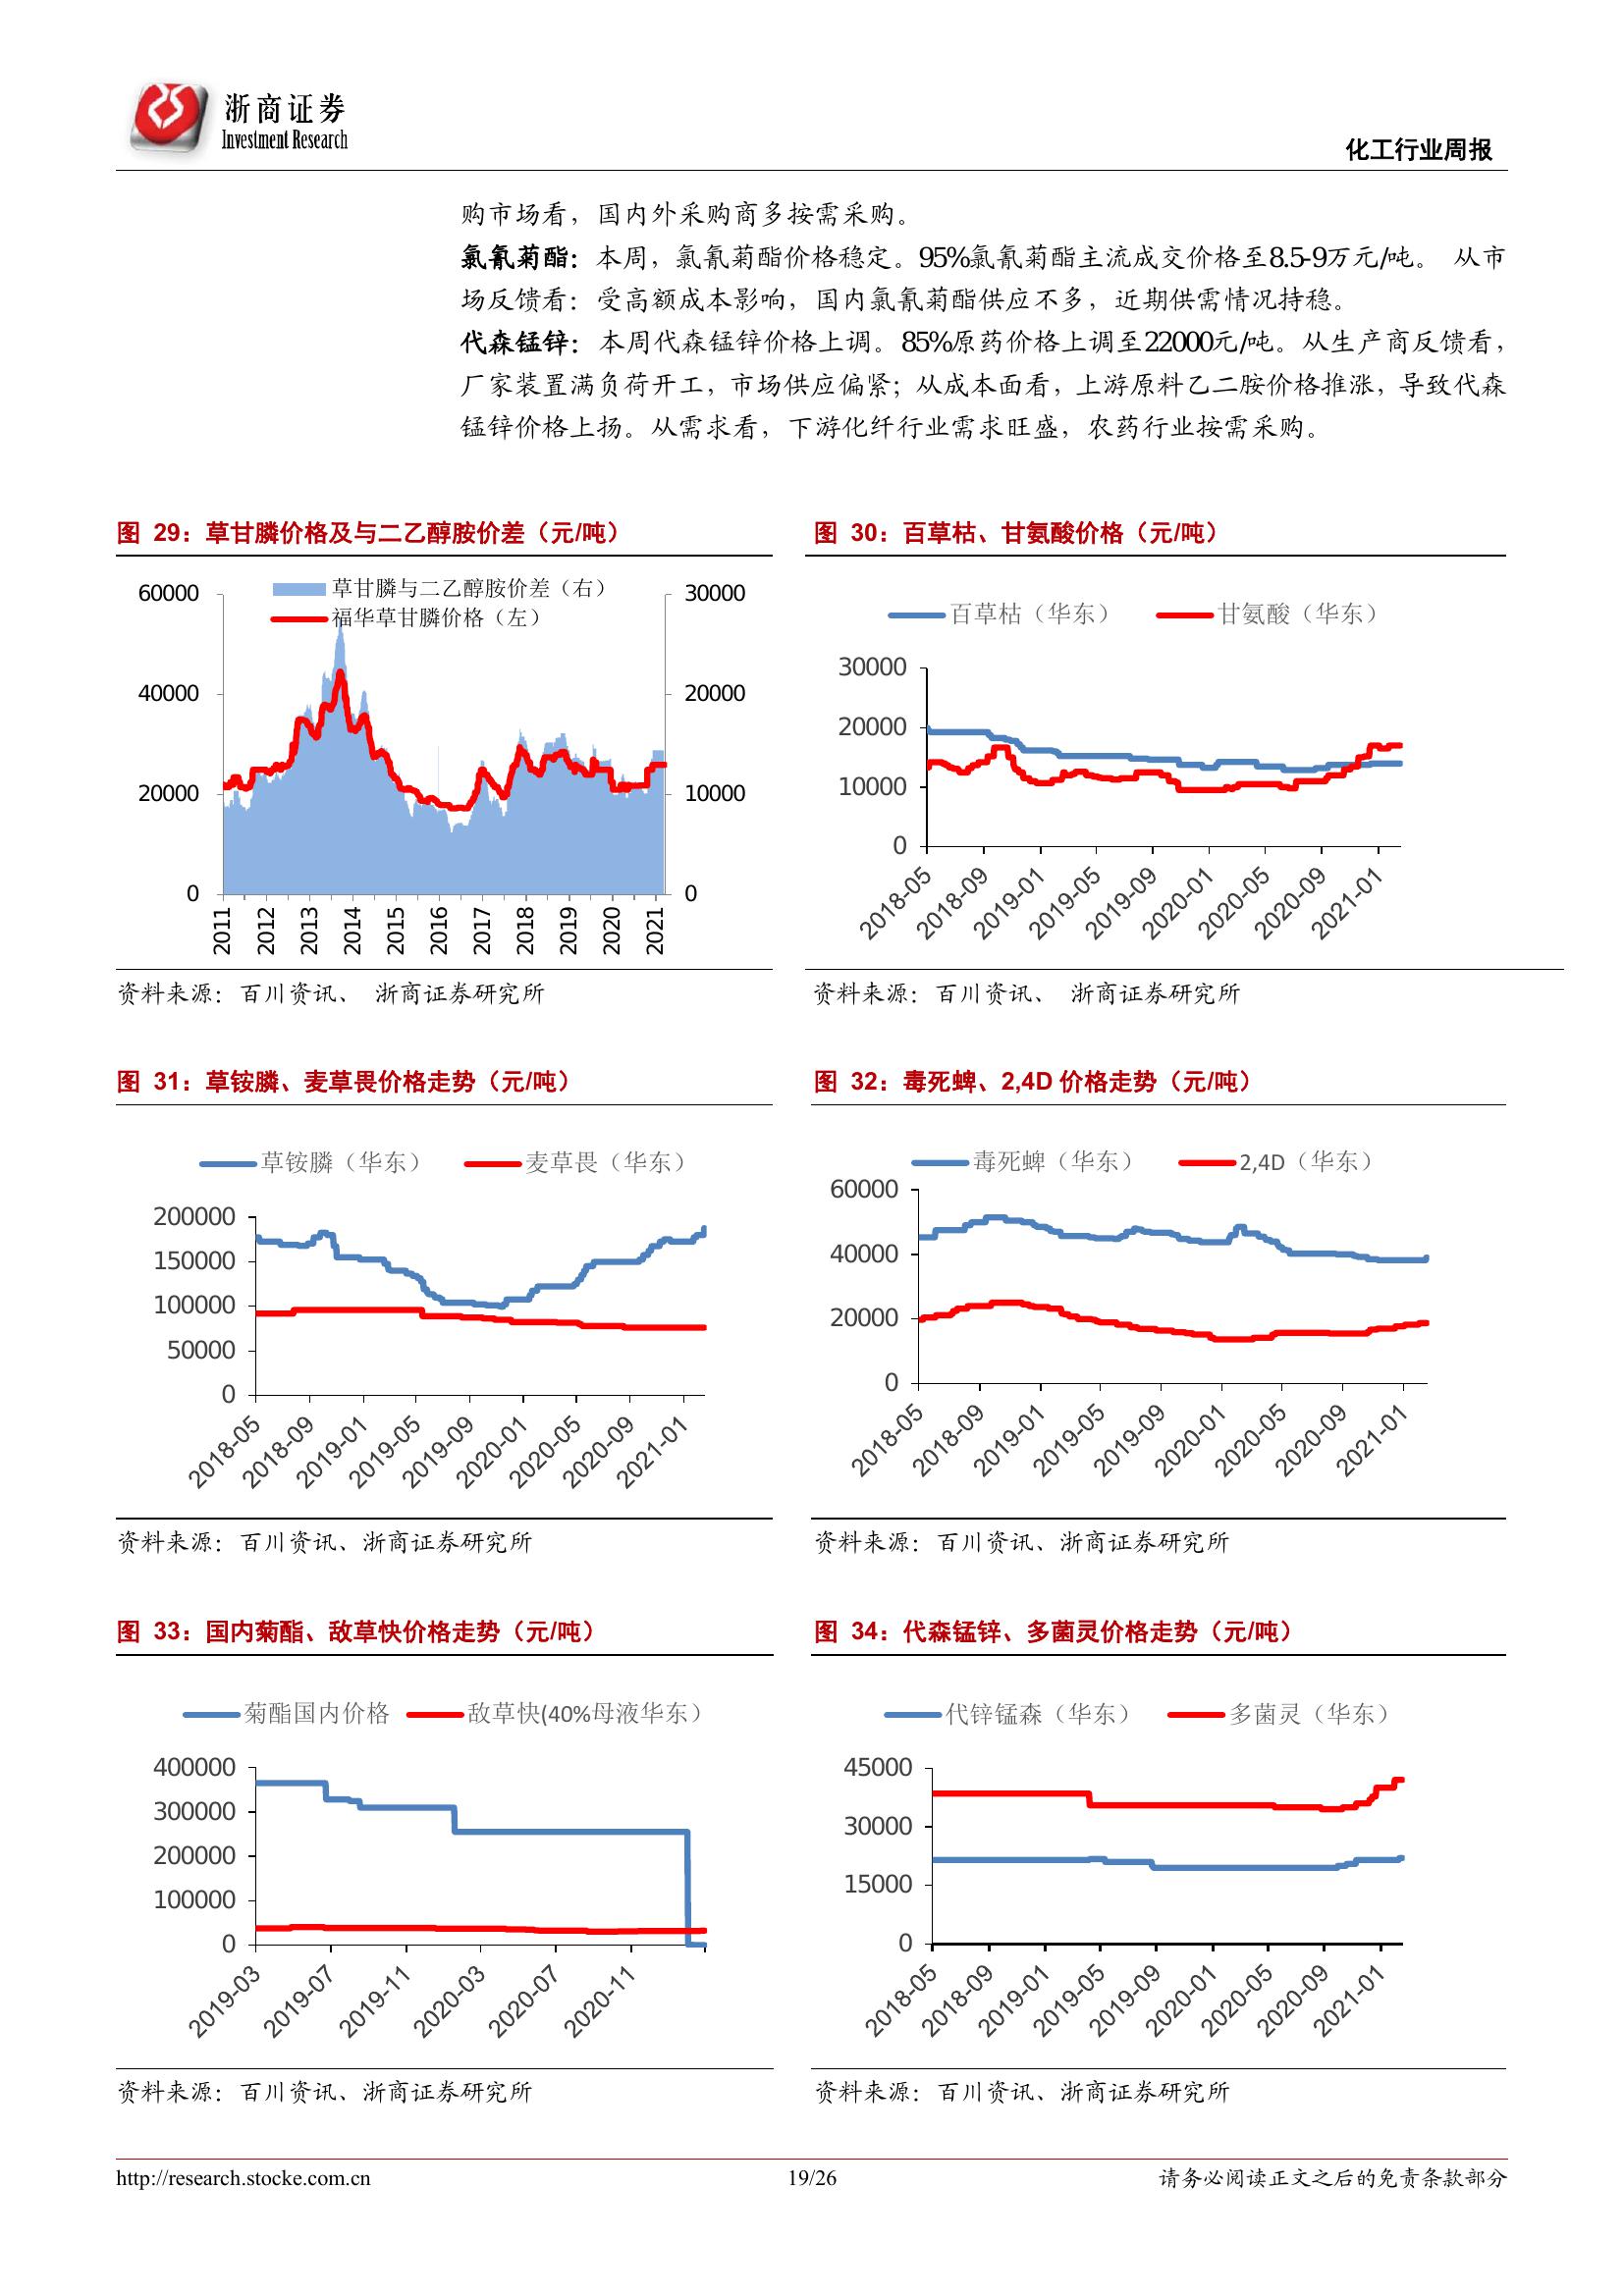 浙商证券
Investment Research
化工行业周报
购市场看，国内外采购商多按需采购。
氯氰菊酯：本周，氯氰菊酯价格稳定。95%氯氰菊酯主流成交价格至8.5-9万元/吨。 从市
场反馈看：受高额成本影响，国内氯氰菊酯供应不多，近期供需情况持稳。
代森锰锌：本周代森锰锌价格上调。85%原药价格上调至22000元/吨。从生产商反馈看，
厂家装置满负荷开工，市场供应偏紧；从成本面看，上游原料乙二胺价格推涨，导致代森
锰锌价格上扬。从需求看，下游化纤行业需求旺盛，农药行业按需采购。
图 29：草甘膦价格及与二乙醇胺价差（元/吨）
草甘膦与二乙醇胺价差（右）
福华草甘膦价格（左）
60000
40000
20000
0
30000
20000
10000
0
2011
2012
2013
2014
2015
2016
2017
2018
2019
2020
2021
资料来源：百川资讯、 浙商证券研究所
图 30：百草枯、甘氨酸价格（元/吨）
百草枯（华东）
甘氨酸（华东）
30000
20000
10000
0
2018-05
2018-09
2019-01
2019-05
2019-09
2020-01
2020-05
2020-09
2021-01
资料来源：百川资讯、 浙商证券研究所
图 31：草铵膦、麦草畏价格走势（元/吨）
草铵膦（华东）
麦草畏（华东）
200000
150000
100000
50000
0
2018-05
2018-09
2019-01
2019-05
2019-09
2020-01
2020-05
2020-09
2021-01
资料来源：百川资讯、浙商证券研究所
图 32：毒死蜱、2,4D 价格走势（元/吨）
毒死蜱（华东）
2,4D（华东）
60000
40000
20000
0
2018-05
2018-09
2019-01
2019-05
2019-09
2020-01
2020-05
2020-09
2021-01
资料来源：百川资讯、浙商证券研究所
图 33：国内菊酯、敌草快价格走势（元/吨）
菊酯国内价格
敌草快(40%母液华东）
400000
300000
200000
100000
0
2019-03
2019-07
2019-11
2020-03
2020-07
2020-11
资料来源：百川资讯、浙商证券研究所
图 34：代森锰锌、多菌灵价格走势（元/吨）
代锌锰森（华东）
多菌灵（华东）
45000
30000
15000
0
2018-05
2018-09
2019-01
2019-05
2019-09
2020-01
2020-05
2020-09
2021-01
资料来源：百川资讯、浙商证券研究所
http://research.stocke.com.cn
19/26
请务必阅读正文之后的免责条款部分